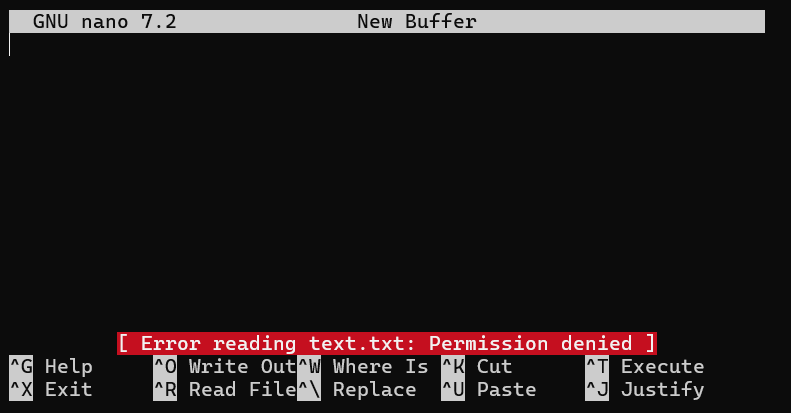 GNU nano 7.2 New Buffer
[ Error reading text.txt: Permission denied ]
^G Help ^O Write Out ^W Where Is ^K Cut ^T Execute
^X Exit ^R Read File ^\ Replace ^U Paste ^J Justify